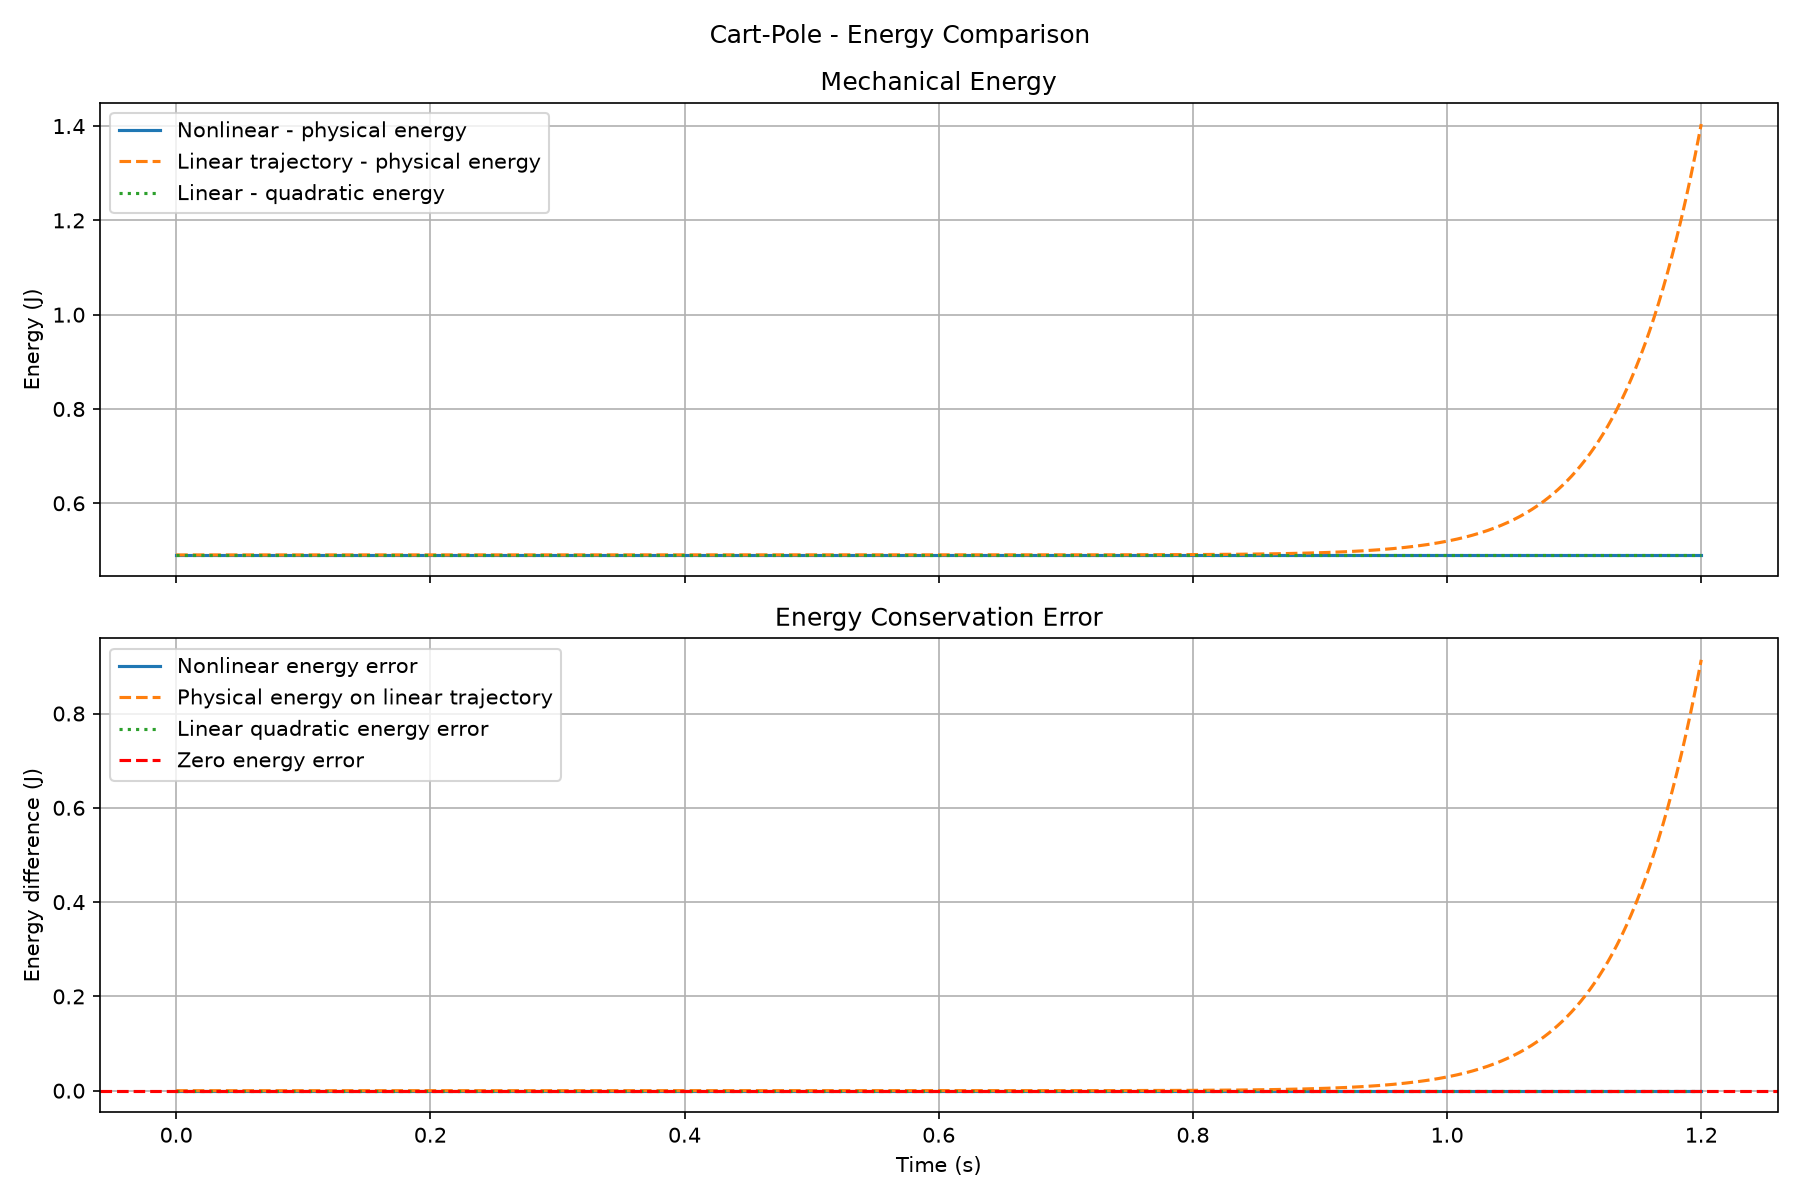 Cart-Pole - Energy Comparison
Mechanical Energy
Nonlinear - physical energy
Linear trajectory - physical energy
Linear - quadratic energy
Energy (J)
1.4
1.2
1.0
0.8
0.6
Energy Conservation Error
Nonlinear energy error
Physical energy on linear trajectory
Linear quadratic energy error
Zero energy error
Energy difference (J)
0.8
0.6
0.4
0.2
0.0
0.0 0.2 0.4 0.6 0.8 1.0 1.2
Time (s)